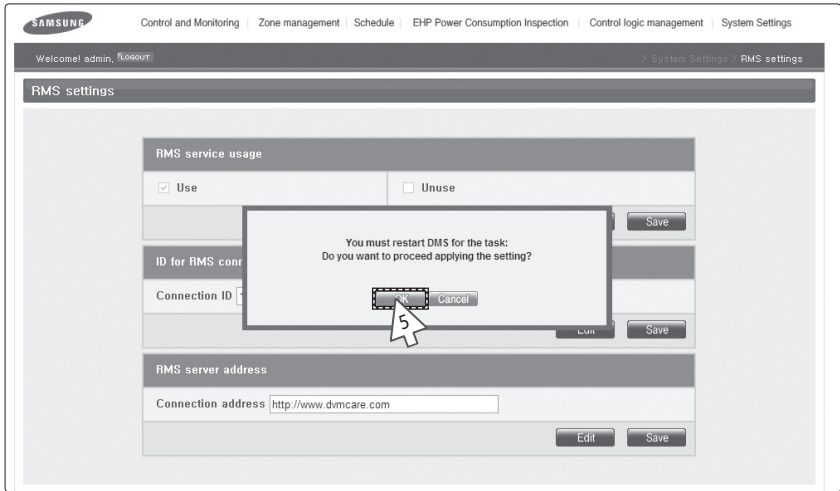 SAMSUNG
Control and Monitoring Zone management Schedule EHP Power Consumption Inspection Control logic management System Settings
Welcome! admin, LOGOUT
> System Settings > RMS settings
RMS settings
RMS service usage
Use
Unuse
Save
You must restart DMS for the task:
Do you want to proceed applying the setting?
OK Cancel
5
ID for RMS conn
Connection ID
Edit Save
RMS server address
Connection address http://www.dvmcare.com
Edit Save